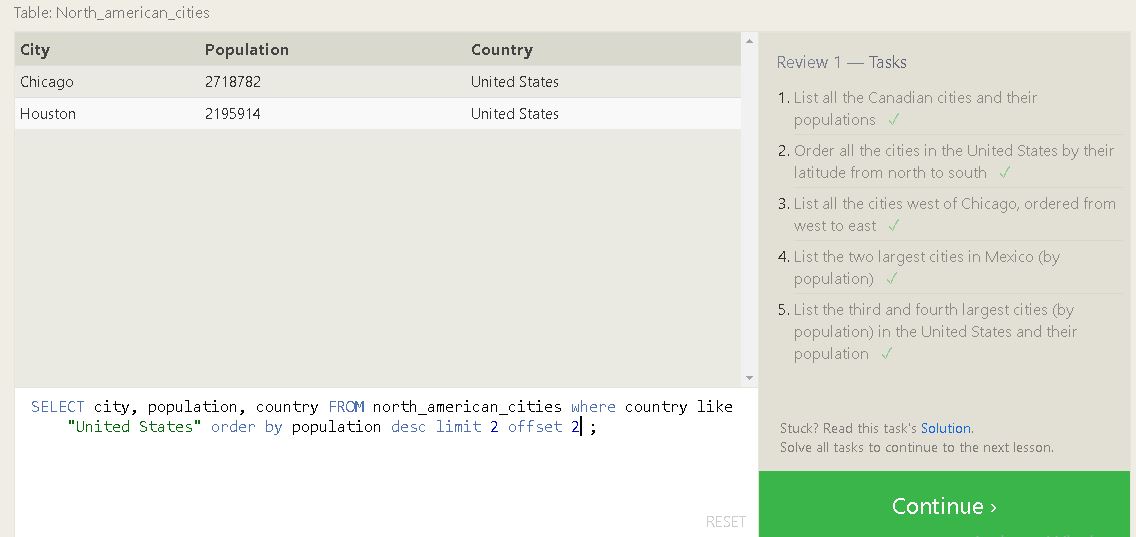 Table: North_american_cities
City Population Country
Chicago 2718782 United States
Houston 2195914 United States
SELECT city, population, country FROM north_american_cities where country like
"United States" order by population desc limit 2 offset 2 ;
RESET
Review 1 — Tasks
1. List all the Canadian cities and their
populations ✓
2. Order all the cities in the United States by their
latitude from north to south ✓
3. List all the cities west of Chicago, ordered from
west to east ✓
4. List the two largest cities in Mexico (by
population) ✓
5. List the third and fourth largest cities (by
population) in the United States and their
population ✓
Stuck? Read this task's Solution.
Solve all tasks to continue to the next lesson.
Continue ›